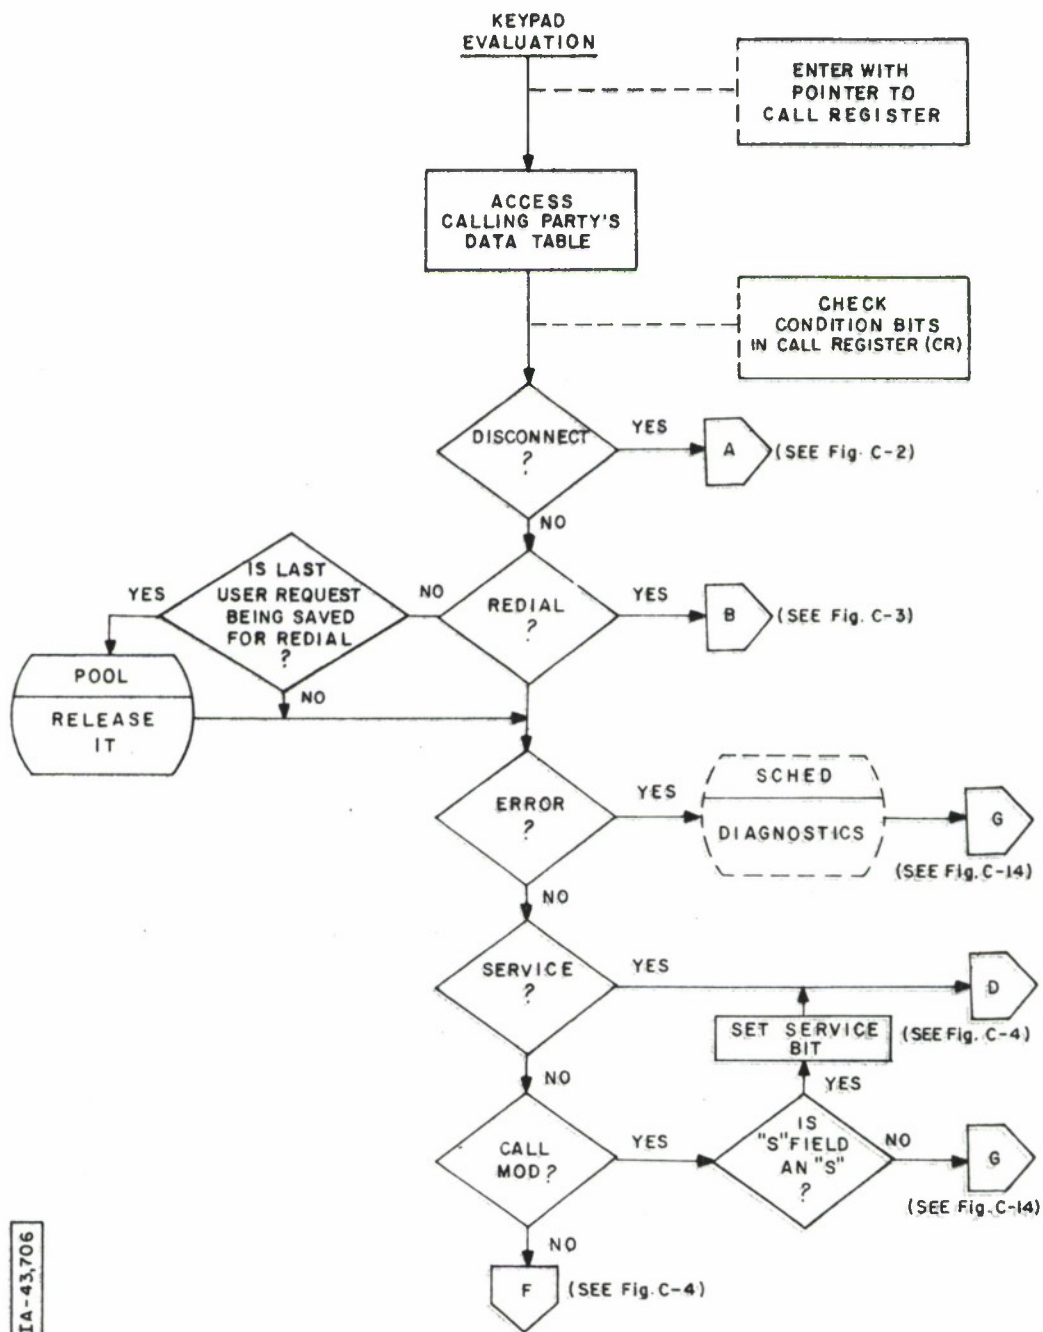 KEYPAD
EVALUATION
ENTER WITH
POINTER TO
CALL REGISTER
ACCESS
CALLING PARTY'S
DATA TABLE
CHECK
CONDITION BITS
IN CALL REGISTER (CR)
DISCONNECT
?
YES
A
(SEE Fig. C-2)
NO
IS LAST
USER REQUEST
BEING SAVED
FOR REDIAL
?
YES
NO
REDIAL
?
YES
B
(SEE Fig. C-3)
POOL
RELEASE
IT
NO
ERROR
?
YES
SCHED
DIAGNOSTICS
G
(SEE Fig. C-14)
NO
SERVICE
?
YES
D
(SEE Fig. C-4)
SET SERVICE
BIT
NO
YES
CALL
MOD?
YES
IS
"S" FIELD
AN "S"
?
NO
G
(SEE Fig. C-14)
NO
F
(SEE Fig. C-4)
IA-43,706